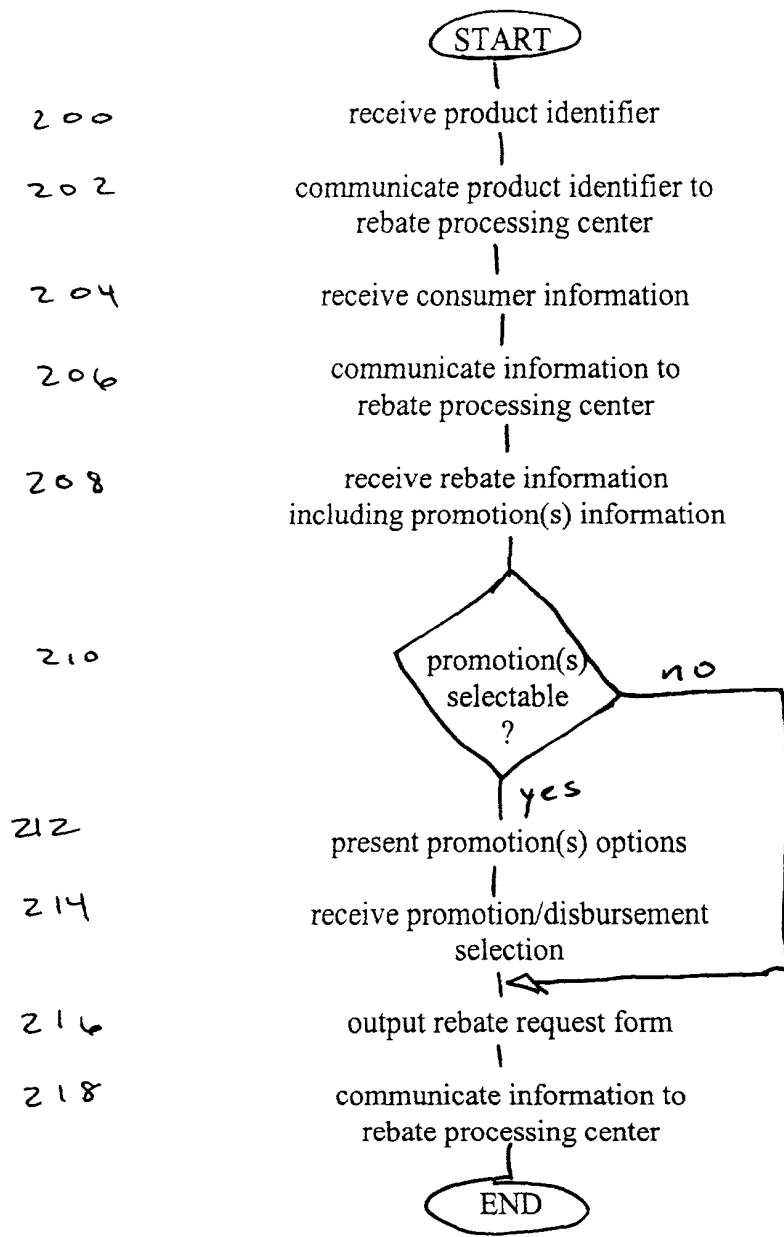 START
200 receive product identifier
202 communicate product identifier to
rebate processing center
204 receive consumer information
206 communicate information to
rebate processing center
208 receive rebate information
including promotion(s) information
210 promotion(s)
no
selectable
?
yes
212 present promotion(s) options
214 receive promotion/disbursement
selection
216 output rebate request form
218 communicate information to
rebate processing center
END